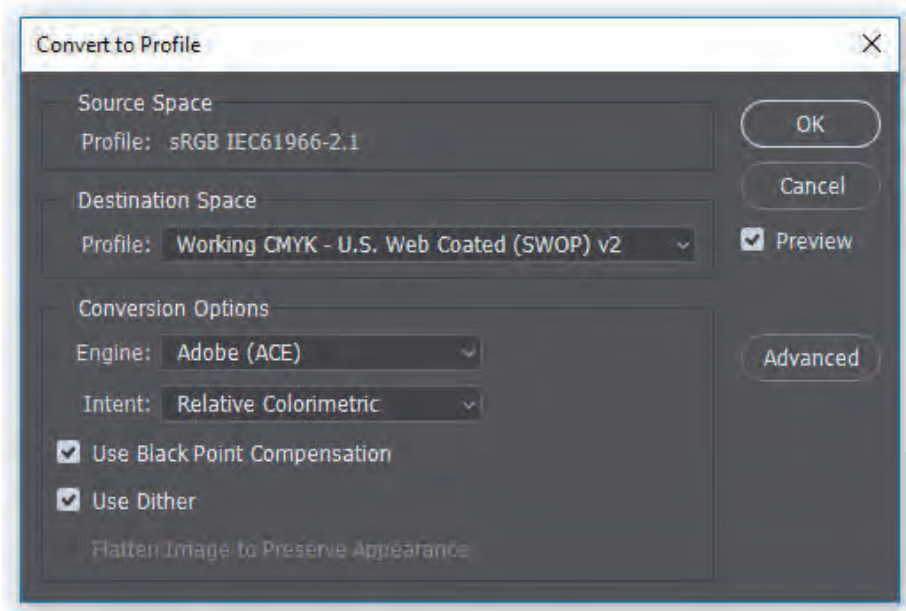 Convert to Profile
Source Space
Profile: sRGB IEC61966-2.1
OK
Cancel
Destination Space
Profile: Working CMYK - U.S. Web Coated (SWOP) v2
Preview
Conversion Options
Engine: Adobe (ACE)
Advanced
Intent: Relative Colorimetric
Use Black Point Compensation
Use Dither
Flatten Image to Preserve Appearance